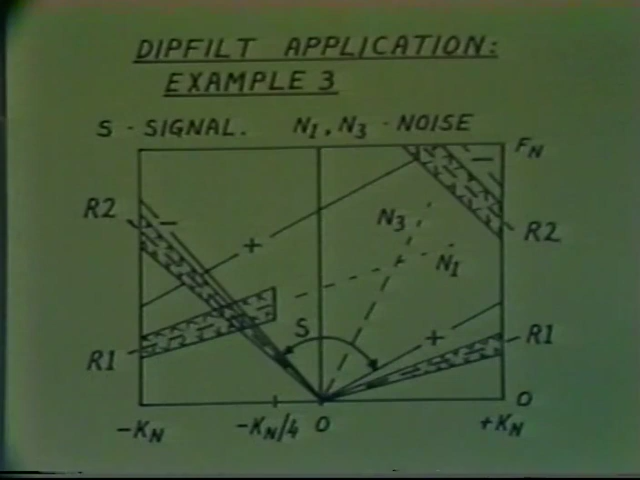 DIPFILT APPLICATION:
EXAMPLE 3
S - SIGNAL. N1, N3 - NOISE
FN
R2
R2
N3
N1
+
-
-
S
+
R1
R1
0
-KN
-KN/4
0
+KN